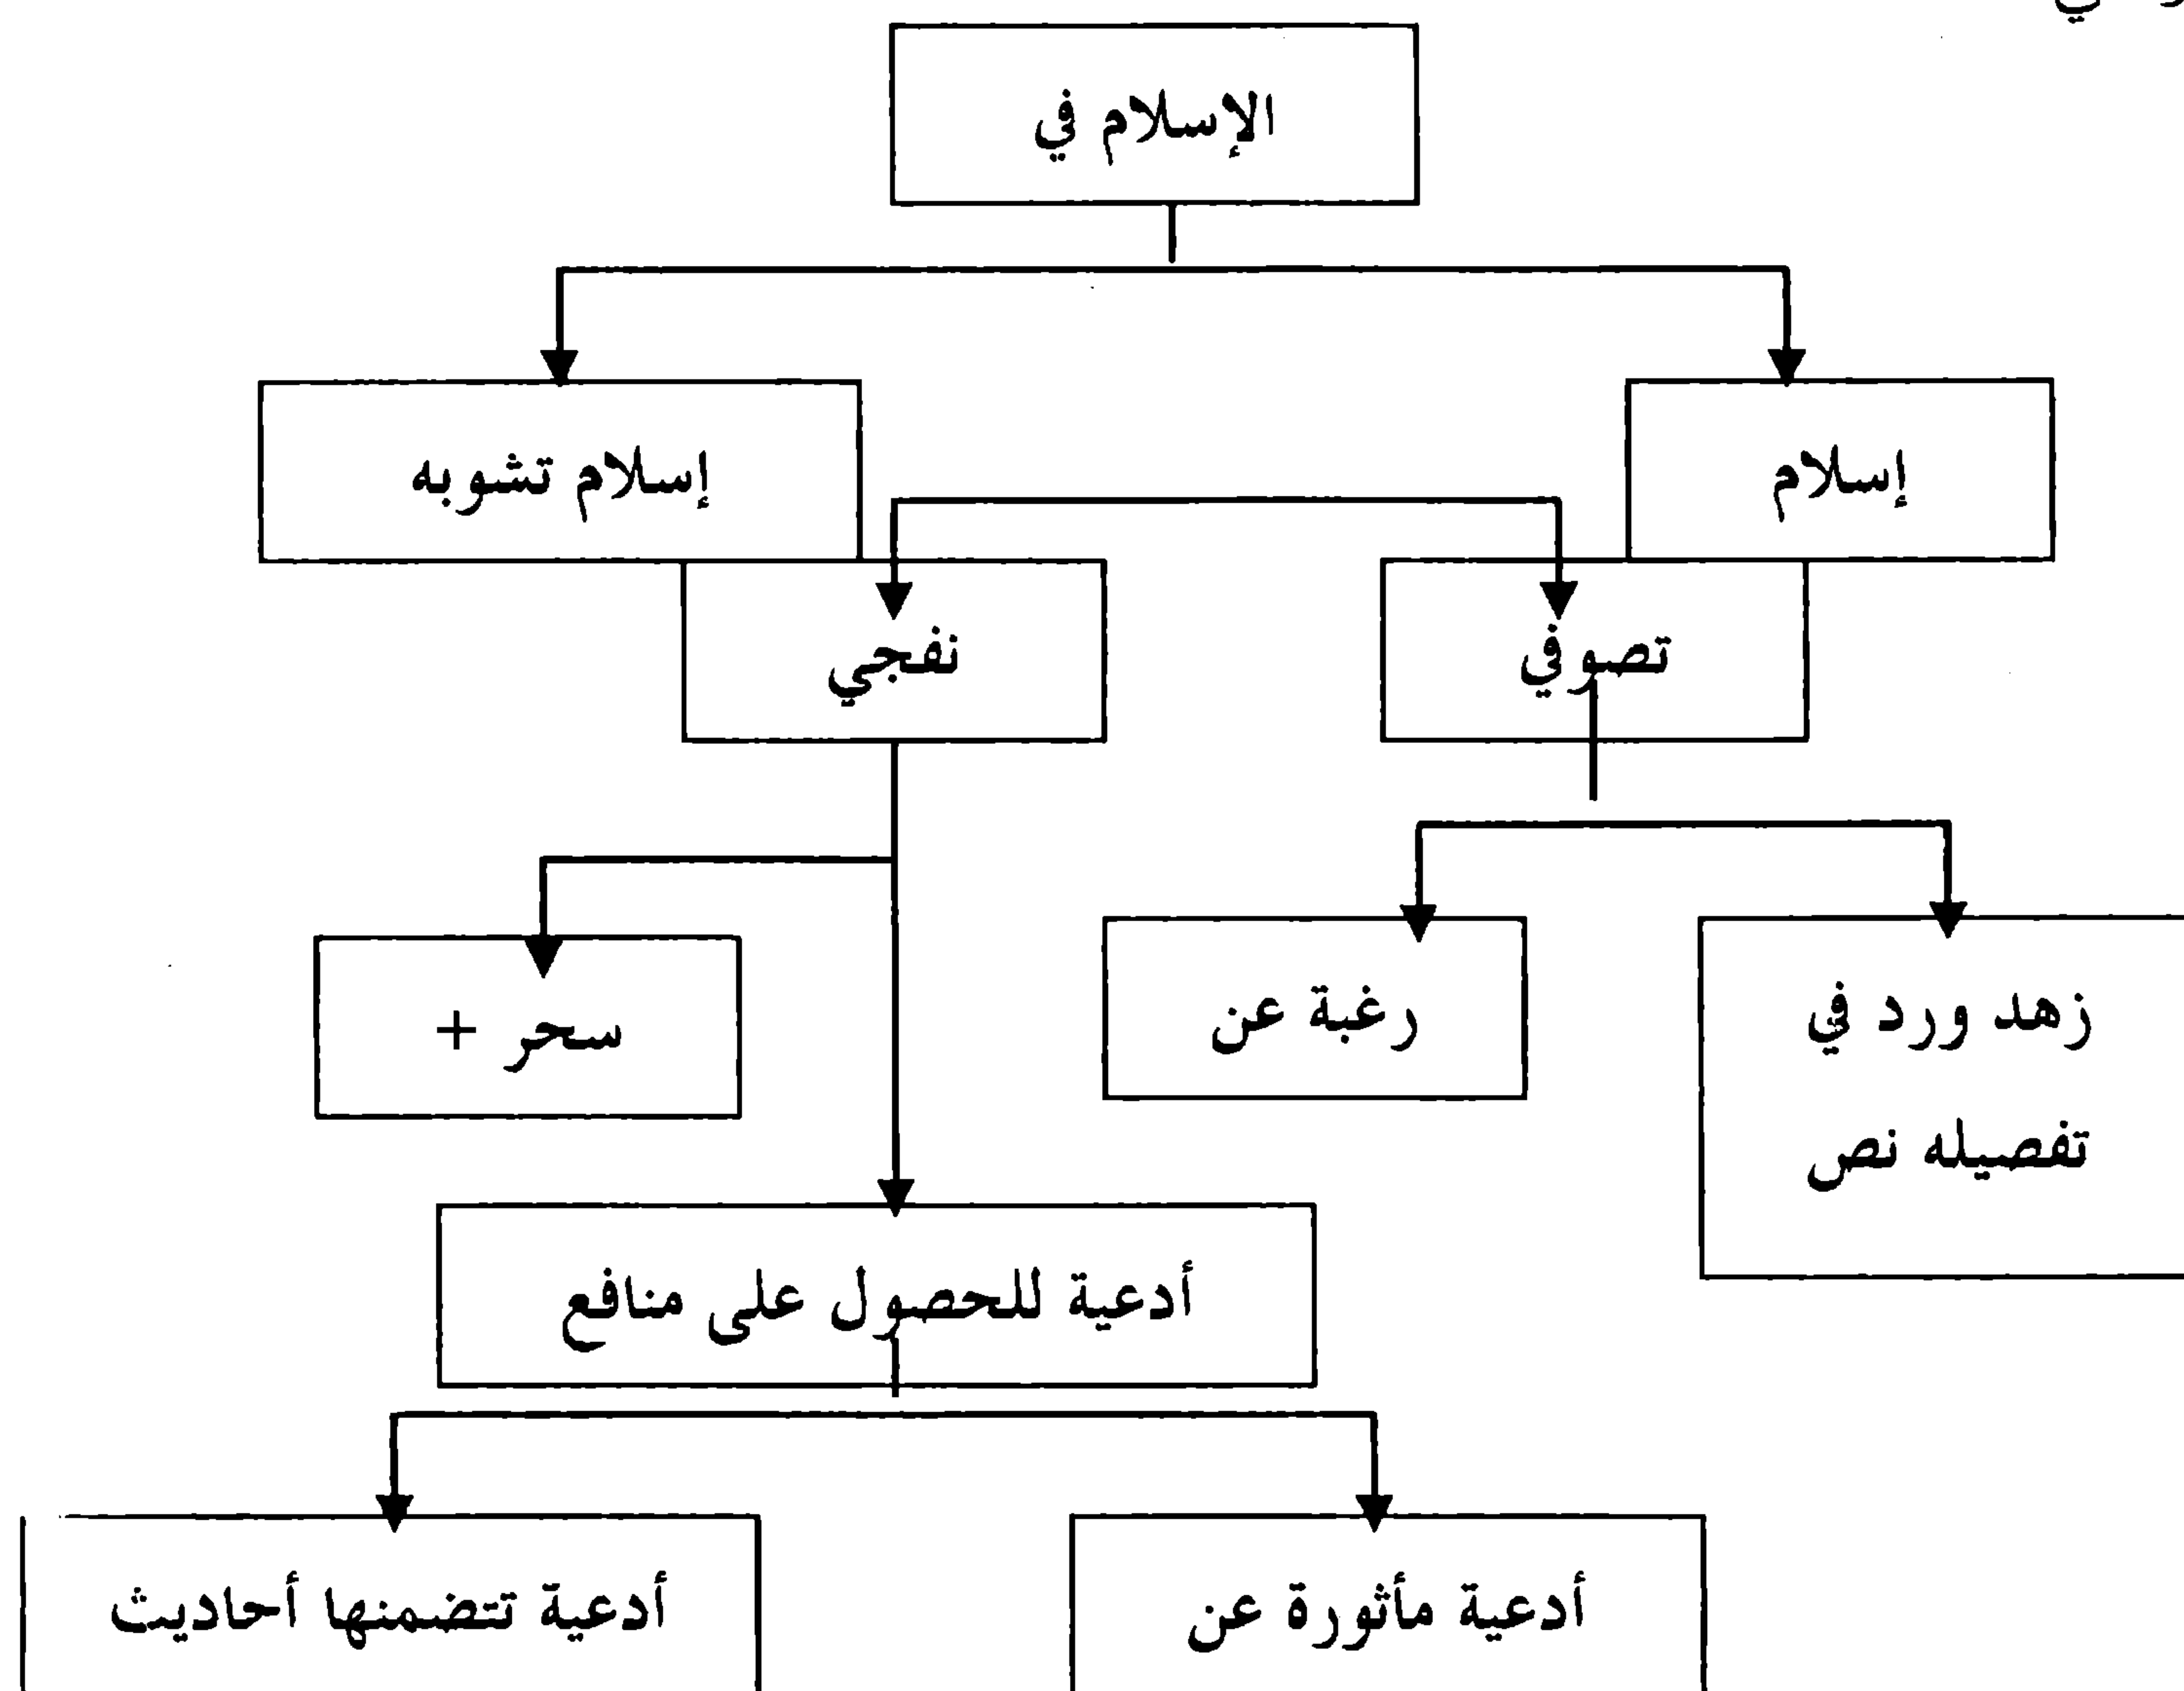 الإسلام في
إسلام
إسلام تشوبه
تصوفي
نفجي
زهد ورد في
تفصيله نص
رغبة عن
سحر +
أدعية للحصول على منافع
أدعية مأثورة عن
أدعية تتضمنها أحاديث